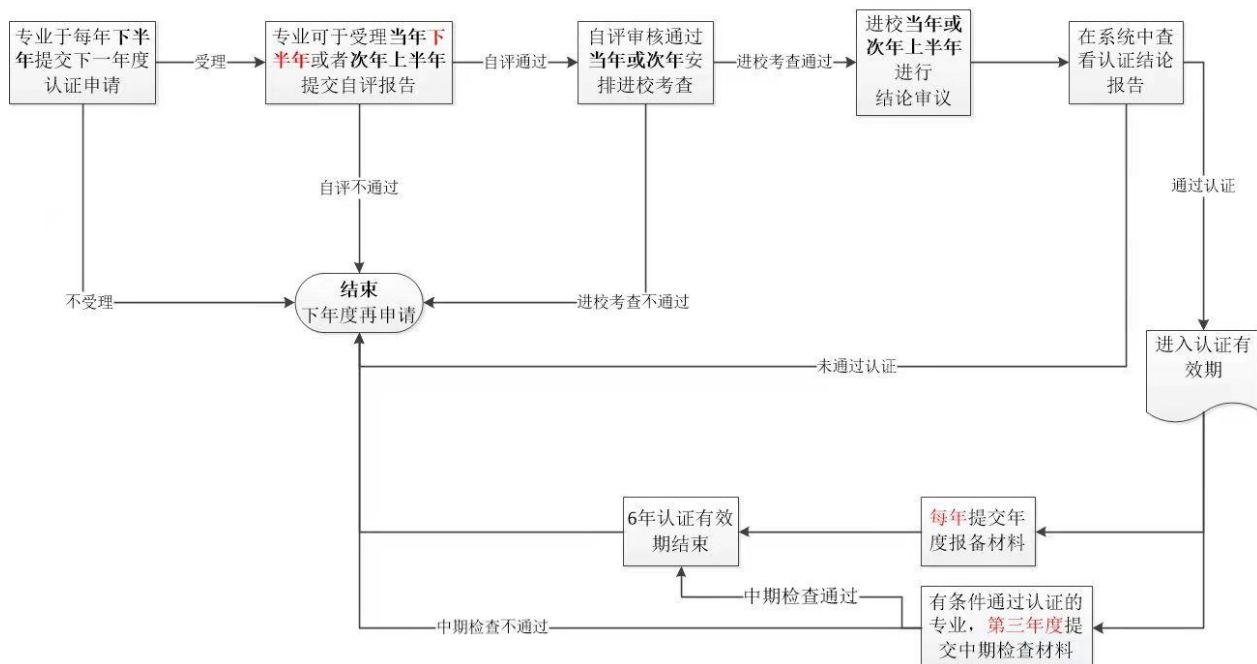 专业于每年下半
年提交下一年度
认证申请
受理
专业可于受理当年下
半年或者次年上半年
提交自评报告
自评通过
自评审核通过
当年或次年安
排进校考查
进校考查通过
进校当年或
次年上半年
进行
结论审议
在系统中查
看认证结论
报告
自评不通过
通过认证
不受理
结束
下年度再申请
进校考查不通过
未通过认证
进入认证有
效期
6年认证有效
期结束
每年提交年
度报备材料
中期检查通过
中期检查不通过
有条件通过认证的
专业，第三年度提
交中期检查材料